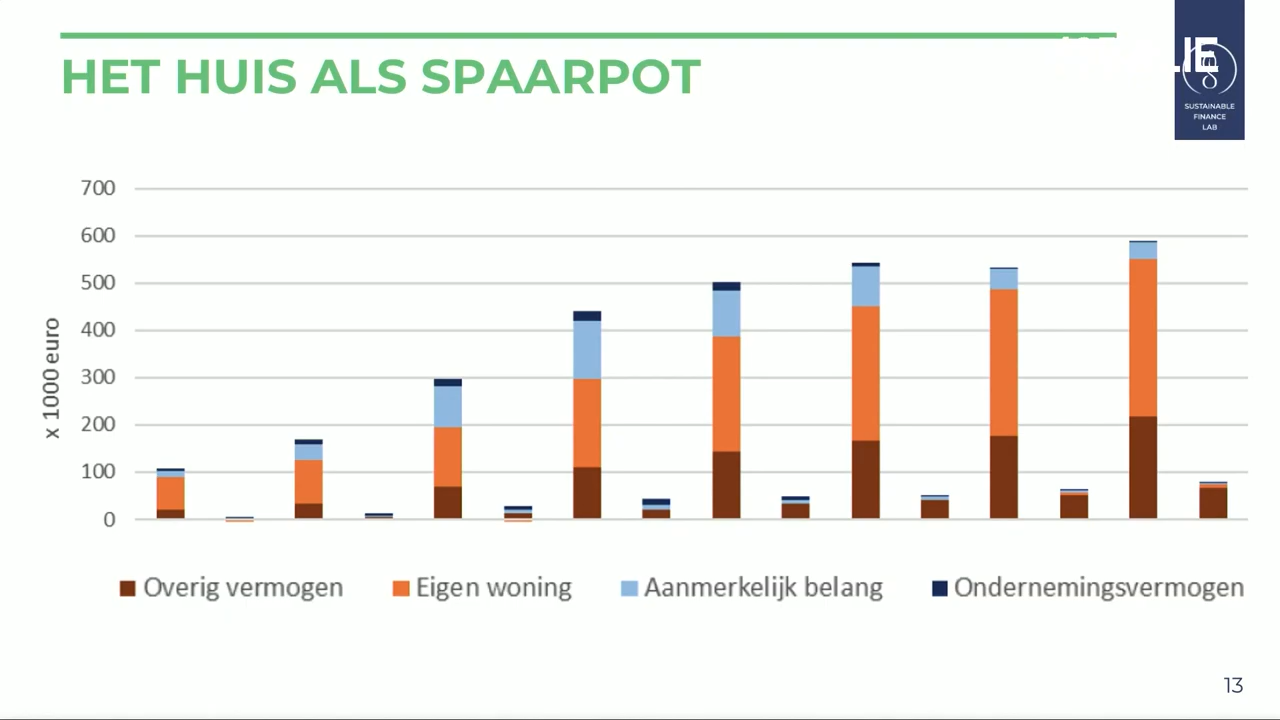 HET HUIS ALS SPAARPOT
SUSTAINABLE
FINANCE
LAB
700
600
500
400
300
200
100
0
x 1000 euro
Overig vermogen
Eigen woning
Aanmerkelijk belang
Ondernemingsvermogen
13